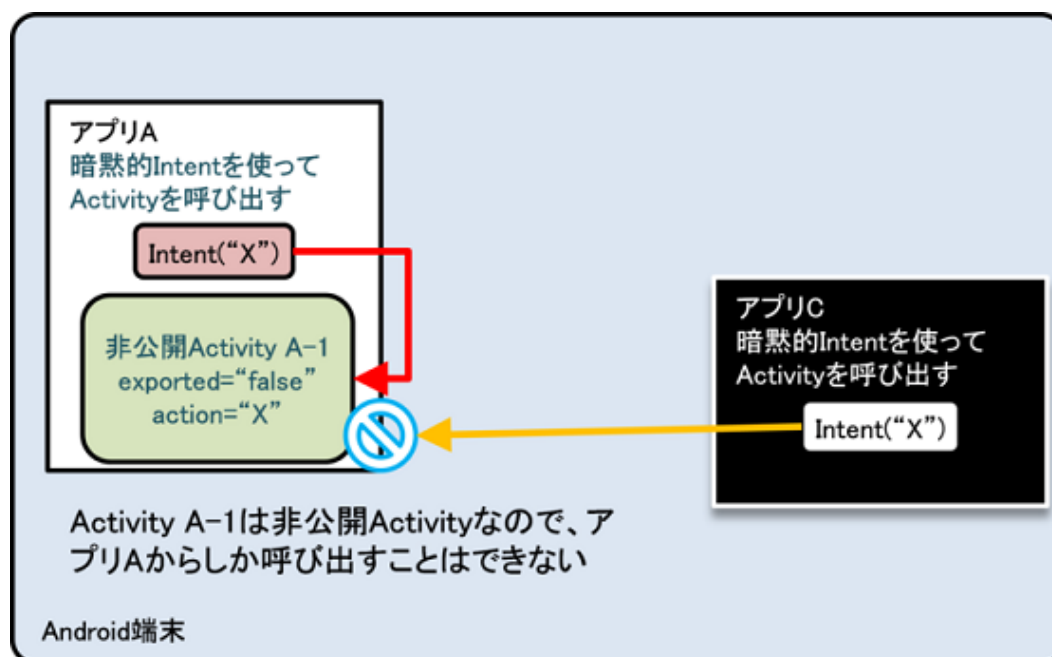 アプリA
暗黙的Intentを使って
Activityを呼び出す
Intent(“X”)
非公開Activity A-1
exported=“false”
action=“X”
アプリC
暗黙的Intentを使って
Activityを呼び出す
Intent(“X”)
Activity A-1は非公開Activityなので、ア
プリAからしか呼び出すことはできない
Android端末